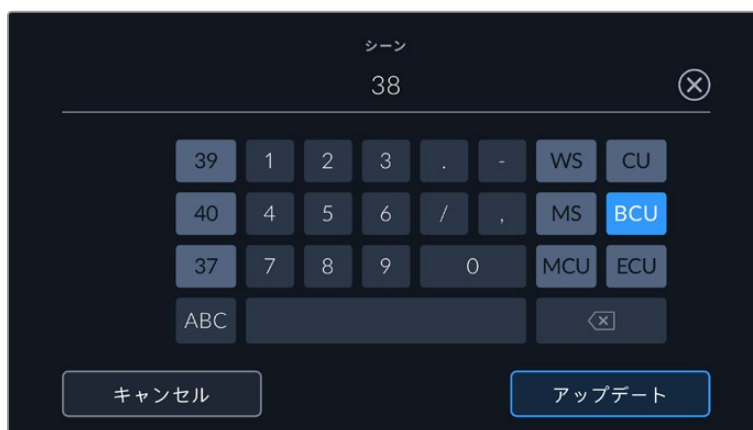 シーン
38
39 1 2 3 . - WS CU
40 4 5 6 / , MS BCU
37 7 8 9 0 MCU ECU
ABC
キャンセル アップデート